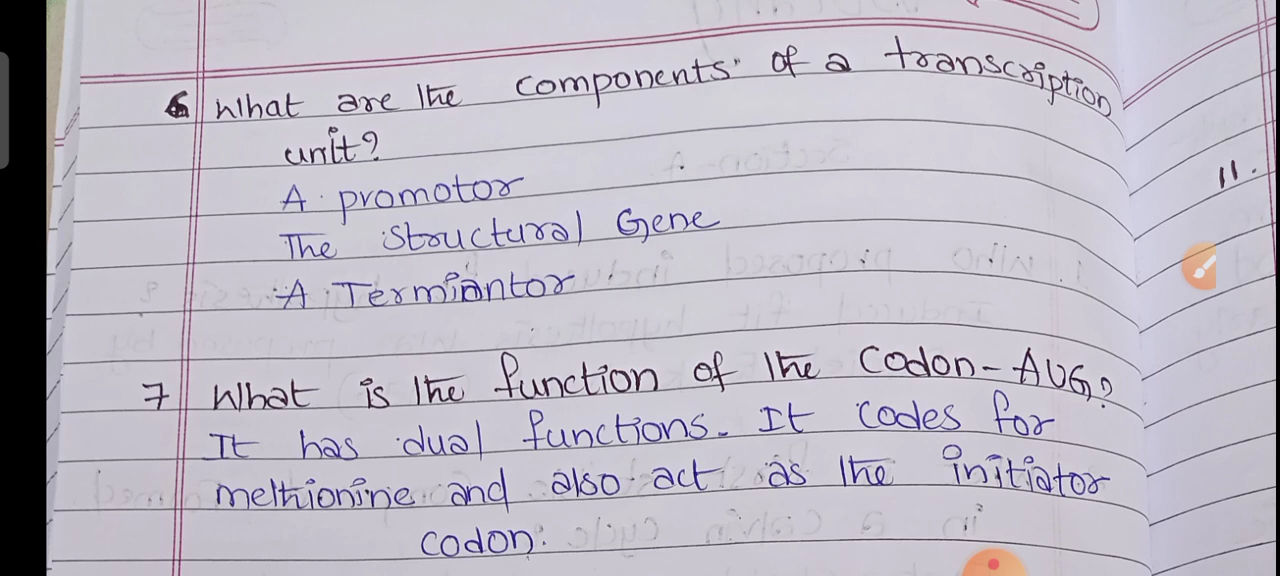 6 What are the components of a transcription
unit?
A promotor
The Structural Gene
A Termiantor
11.
7 What is the function of the Codon-AUG?
It has dual functions. It codes for
methionine and also act as the initiator
codon.